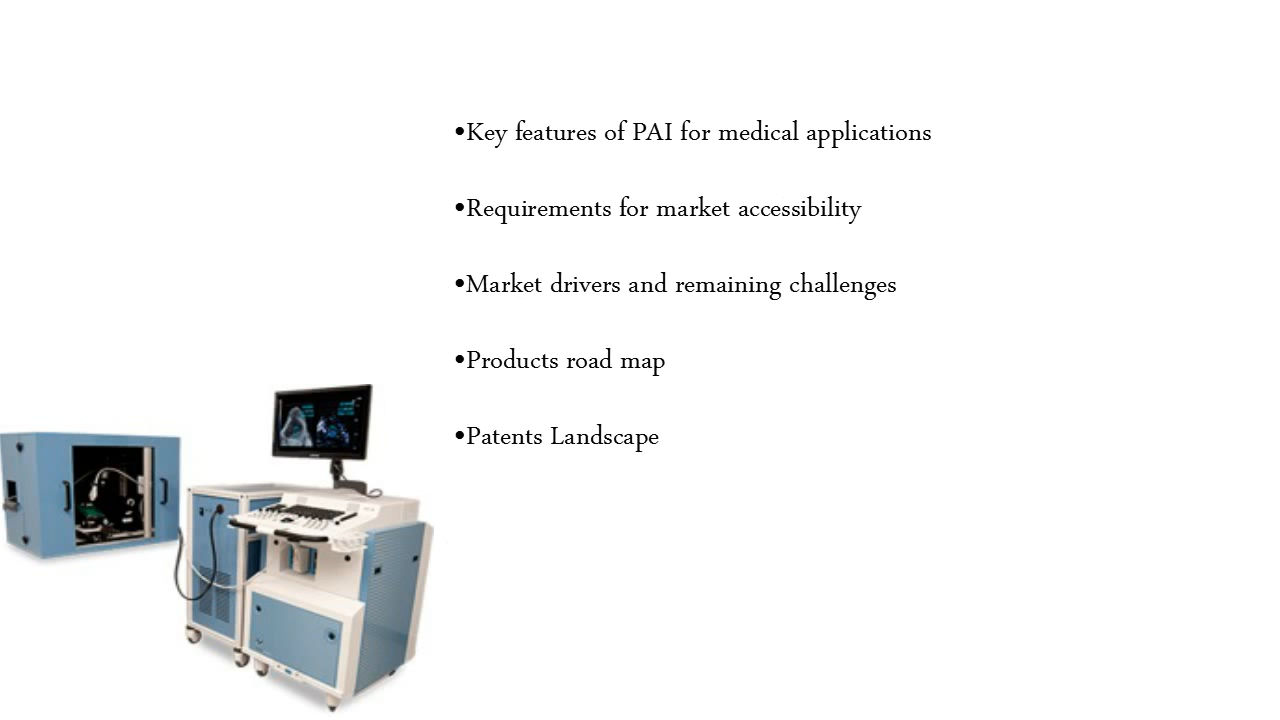 •Key features of PAI for medical applications
•Requirements for market accessibility
•Market drivers and remaining challenges
•Products road map
•Patents Landscape